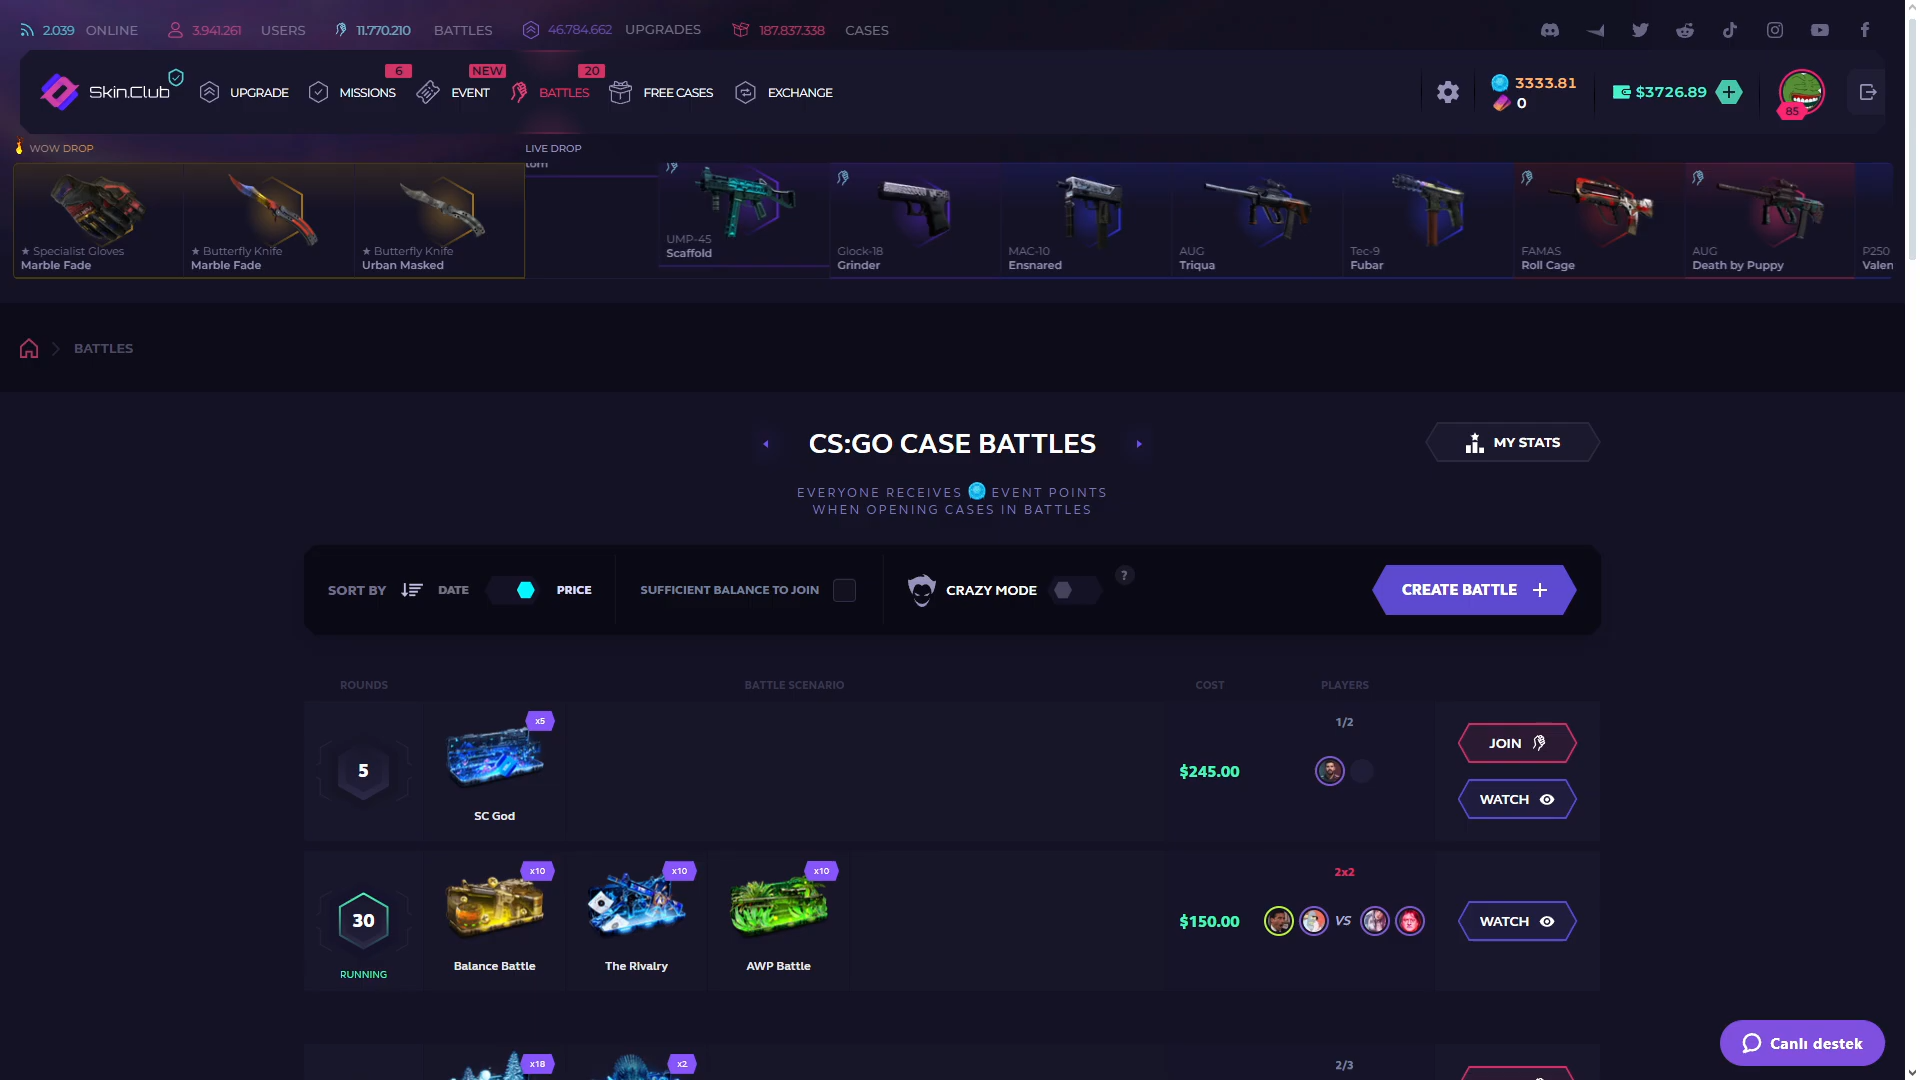 2.039 ONLINE 3.941.261 USERS 11.770.210 BATTLES 46.784.662 UPGRADES 187.837.338 CASES
Skin.Club UPGRADE 6 MISSIONS NEW EVENT 20 BATTLES FREE CASES EXCHANGE
3333.81
0
$3726.89
85
WOW DROP
LIVE DROP
★ Specialist Gloves
Marble Fade
★ Butterfly Knife
Marble Fade
★ Butterfly Knife
Urban Masked
UMP-45
Scaffold
Glock-18
Grinder
MAC-10
Ensnared
AUG
Triqua
Tec-9
Fubar
FAMAS
Roll Cage
AUG
Death by Puppy
P250
Valen
BATTLES
CS:GO CASE BATTLES
MY STATS
EVERYONE RECEIVES EVENT POINTS
WHEN OPENING CASES IN BATTLES
SORT BY DATE PRICE SUFFICIENT BALANCE TO JOIN CRAZY MODE ? CREATE BATTLE +
ROUNDS BATTLE SCENARIO COST PLAYERS
5
x5
SC God
$245.00
1/2
JOIN
WATCH
30
RUNNING
x10
Balance Battle
x10
The Rivalry
x10
AWP Battle
$150.00
2x2
VS
WATCH
x18
x2
2/3
Canlı destek